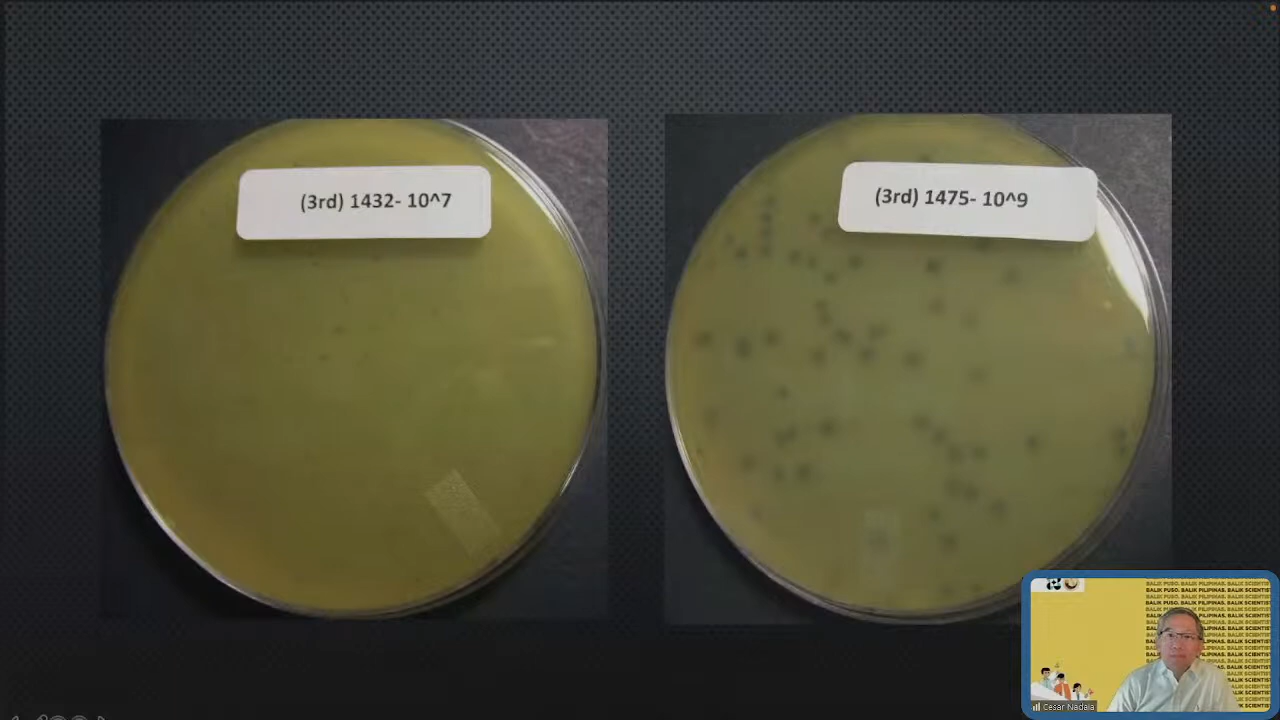 (3rd) 1432- 10^7
(3rd) 1475- 10^9
BALIK PUSO. BALIK PILIPINAS. BALIK SCIENTIST
Cesar Nadala